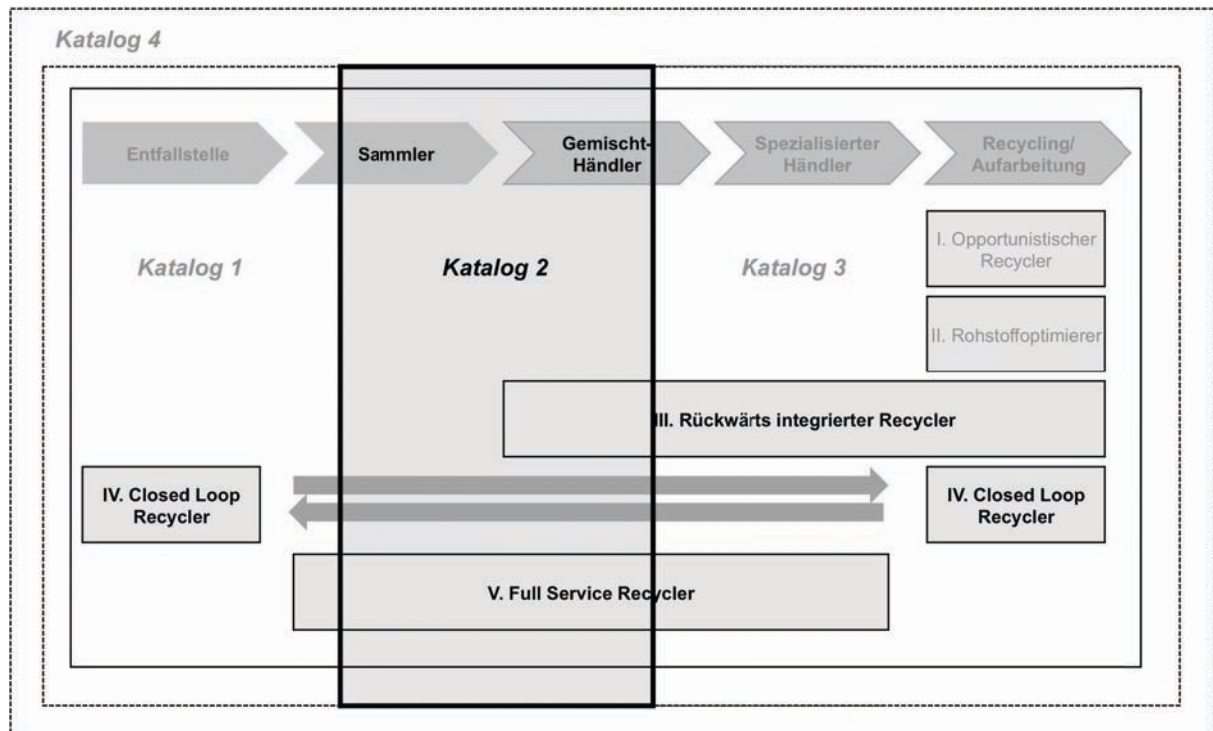 Katalog 4
Entfallstelle
Sammler
Gemischt-
Händler
Spezialisierter
Händler
Recycling/
Aufarbeitung
Katalog 1
Katalog 2
Katalog 3
I. Opportunistischer
Recycler
II. Rohstoffoptimierer
III. Rückwärts integrierter Recycler
IV. Closed Loop
Recycler
IV. Closed Loop
Recycler
V. Full Service Recycler